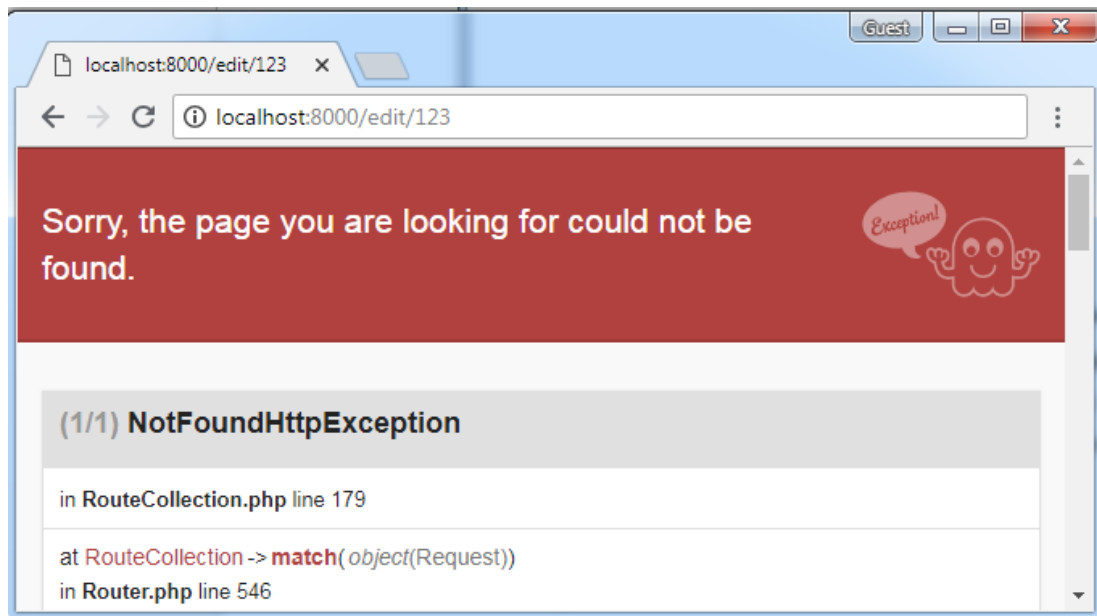 Guest
localhost:8000/edit/123
localhost:8000/edit/123
Sorry, the page you are looking for could not be
found.
Exception!
(1/1) NotFoundHttpException
in RouteCollection.php line 179
at RouteCollection->match(object(Request))
in Router.php line 546